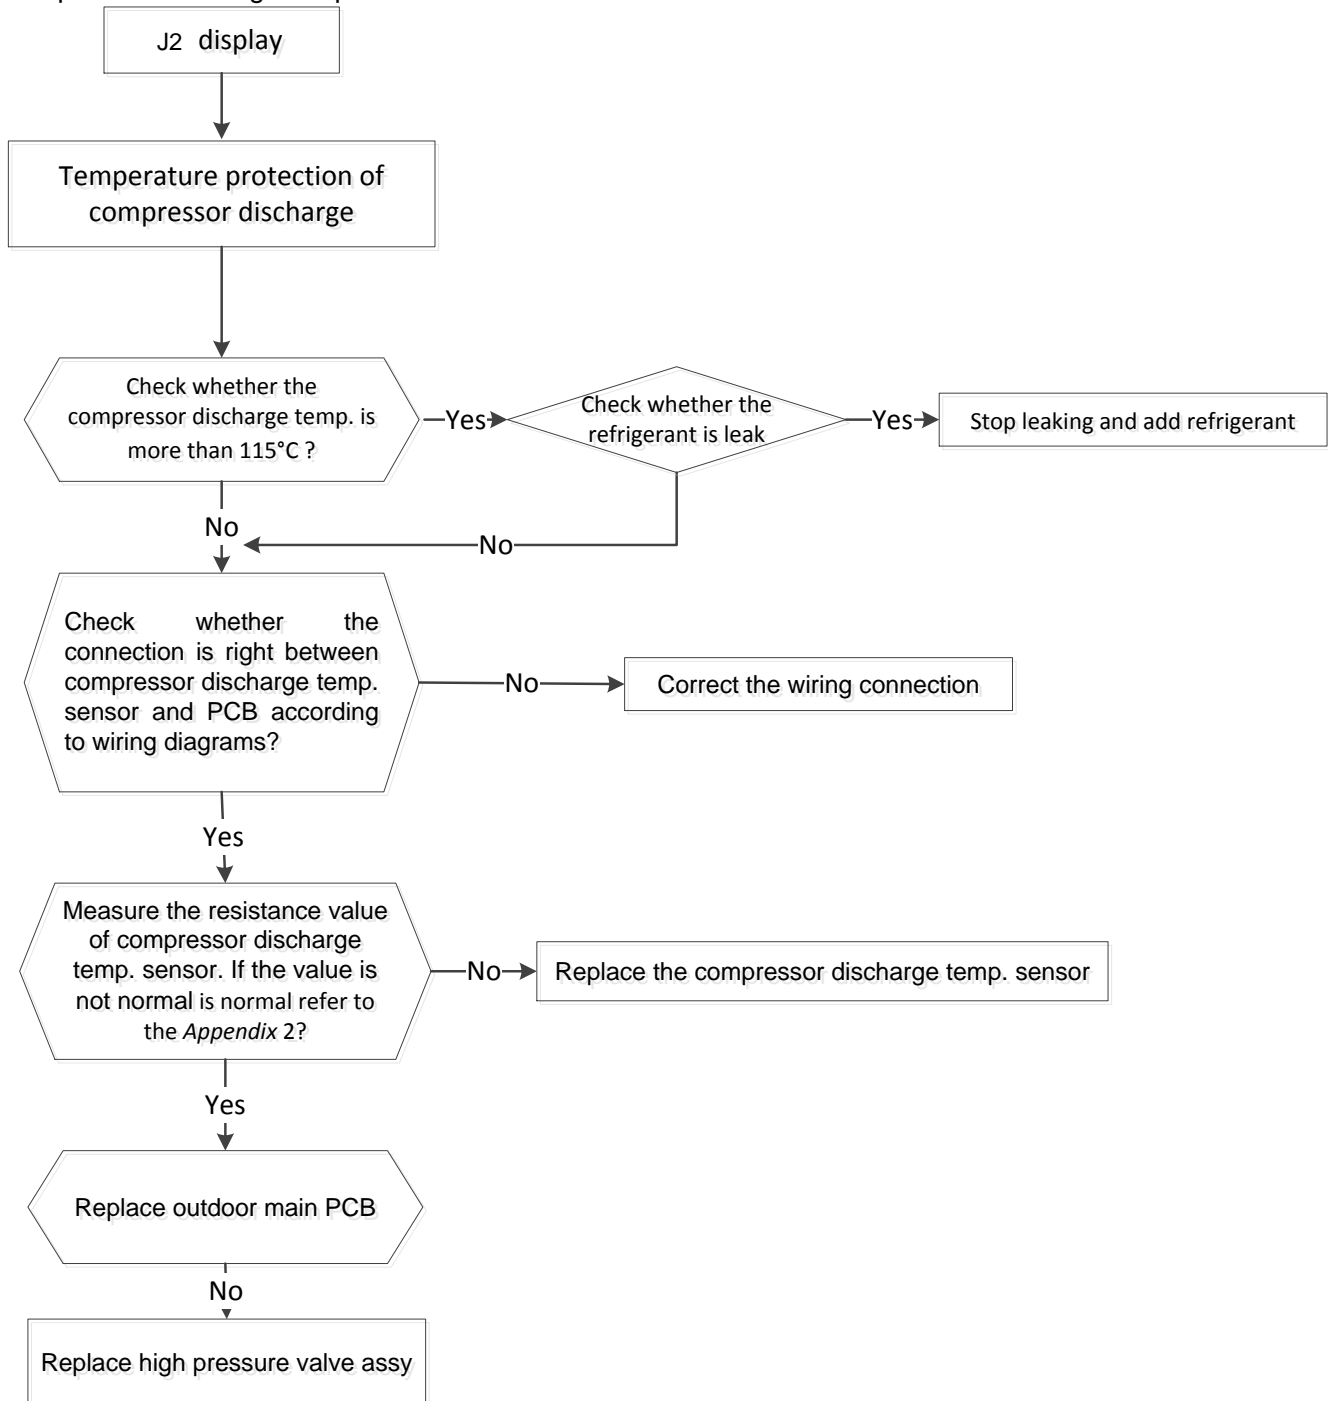 J2 display
Temperature protection of
compressor discharge
Check whether the
compressor discharge temp. is
more than 115°C ?
Yes
Check whether the
refrigerant is leak
Yes
Stop leaking and add refrigerant
No
No
Check whether the
connection is right between
compressor discharge temp.
sensor and PCB according
to wiring diagrams?
No
Correct the wiring connection
Yes
Measure the resistance value
of compressor discharge
temp. sensor. If the value is
not normal is normal refer to
the Appendix 2?
No
Replace the compressor discharge temp. sensor
Yes
Replace outdoor main PCB
No
Replace high pressure valve assy